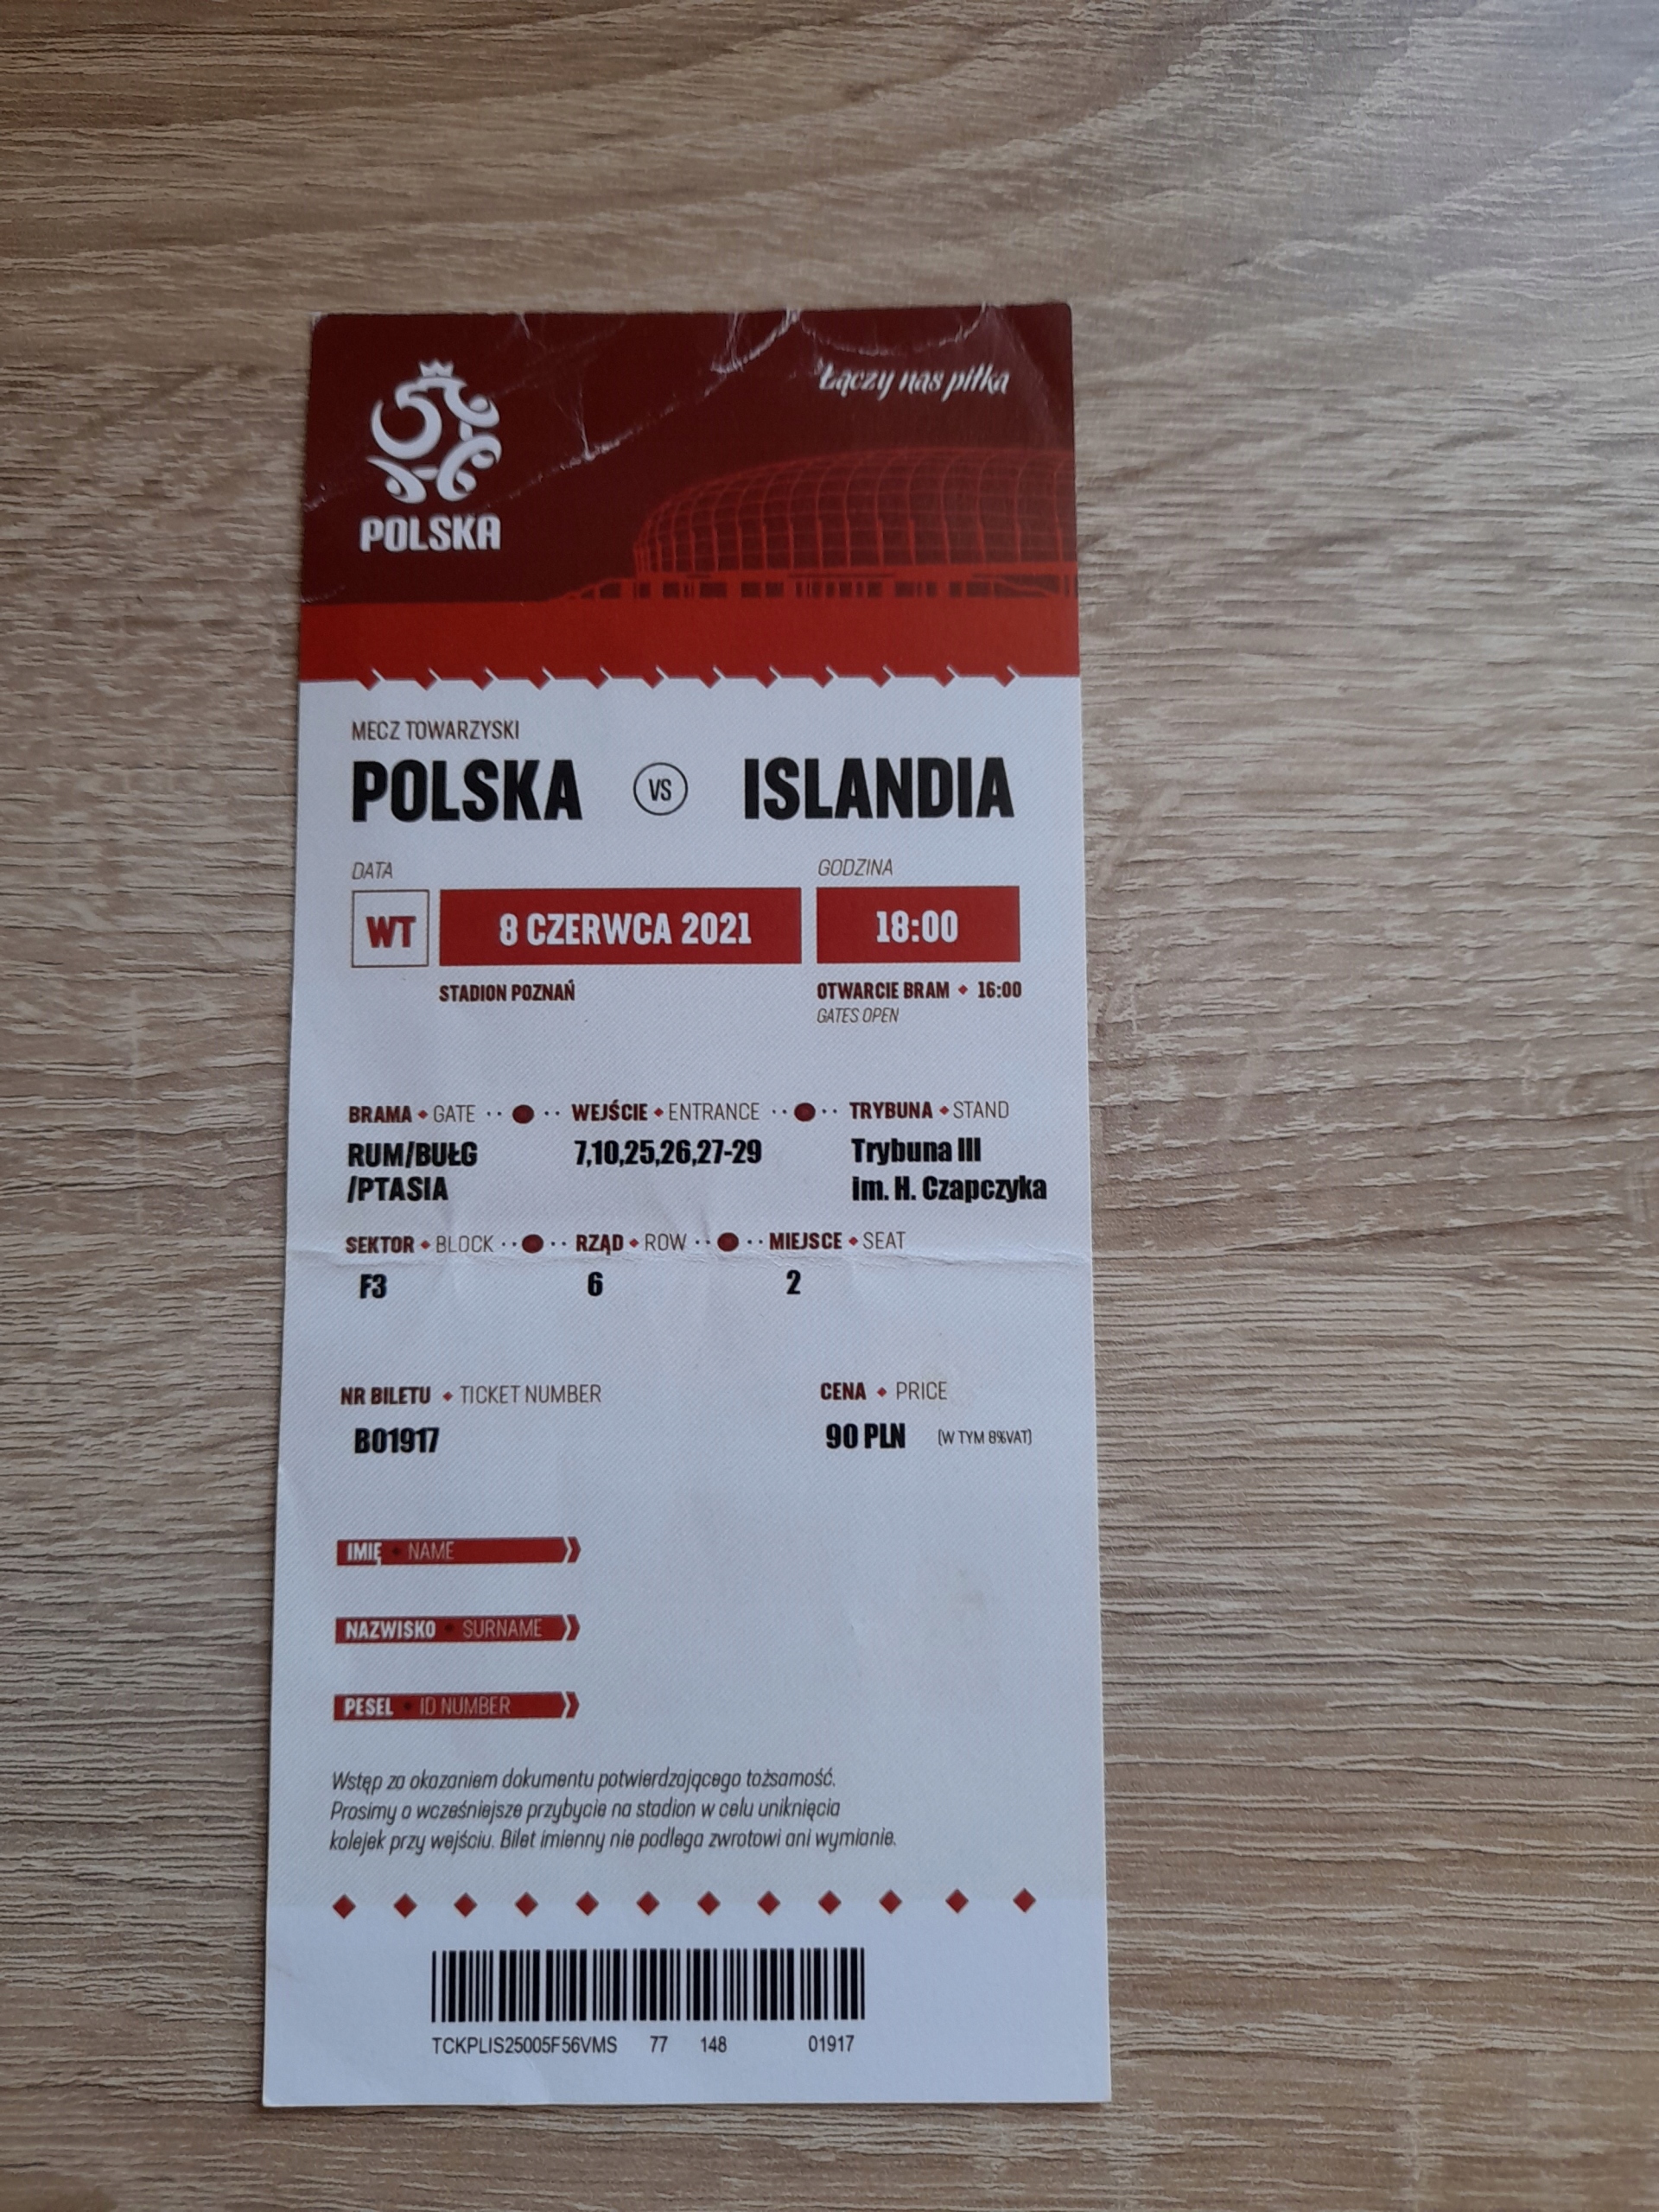 Łączy nas piłka
POLSKA
MECZ TOWARZYSKI
POLSKA VS ISLANDIA
DATA GODZINA
WT 8 CZERWCA 2021 18:00
STADION POZNAŃ OTWARCIE BRAM ◆ 16:00
GATES OPEN
BRAMA ◆ GATE ·· ● ·· WEJŚCIE ◆ ENTRANCE ·· ● ·· TRYBUNA ◆ STAND
RUM/BUŁG 7,10,25,26,27-29 Trybuna III
/PTASIA im. H. Czapczyka
SEKTOR ◆ BLOCK ·· ● ·· RZĄD ◆ ROW ·· ● ·· MIEJSCE ◆ SEAT
F3 6 2
NR BILETU ◆ TICKET NUMBER CENA ◆ PRICE
B01917 90 PLN (W TYM 8%VAT)
IMIĘ ◆ NAME
NAZWISKO ◆ SURNAME
PESEL ◆ ID NUMBER
Wstęp za okazaniem dokumentu potwierdzającego tożsamość.
Prosimy o wcześniejsze przybycie na stadion w celu uniknięcia
kolejek przy wejściu. Bilet imienny nie podlega zwrotowi ani wymianie.
TCKPLIS25005F56VMS 77 148 01917